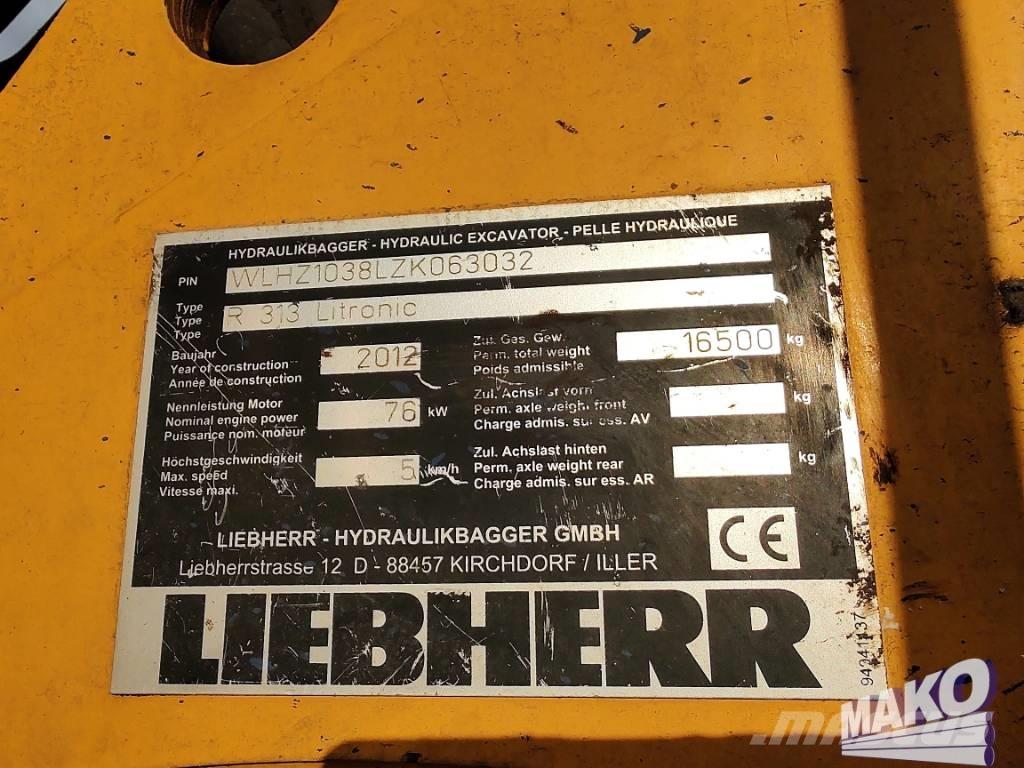 HYDRAULIKBAGGER - HYDRAULIC EXCAVATOR - PELLE HYDRAULIQUE
PIN WLHZ1038LZK063032
Type
Type R 313 Litronic
Type
Baujahr
Year of construction 2012
Année de construction
Zul. Ges. Gew.
Perm. total weight 16500 kg
Poids admissible
Nennleistung Motor
Nominal engine power 76 kW
Puissance nom. moteur
Zul. Achslast vorn
Perm. axle weight front kg
Charge admis. sur ess. AV
Höchstgeschwindigkeit
Max. speed 5 km/h
Vitesse maxi.
Zul. Achslast hinten
Perm. axle weight rear kg
Charge admis. sur ess. AR
LIEBHERR - HYDRAULIKBAGGER GMBH
Liebherrstrasse 12 D - 88457 KIRCHDORF / ILLER
CE
LIEBHERR
MAKO